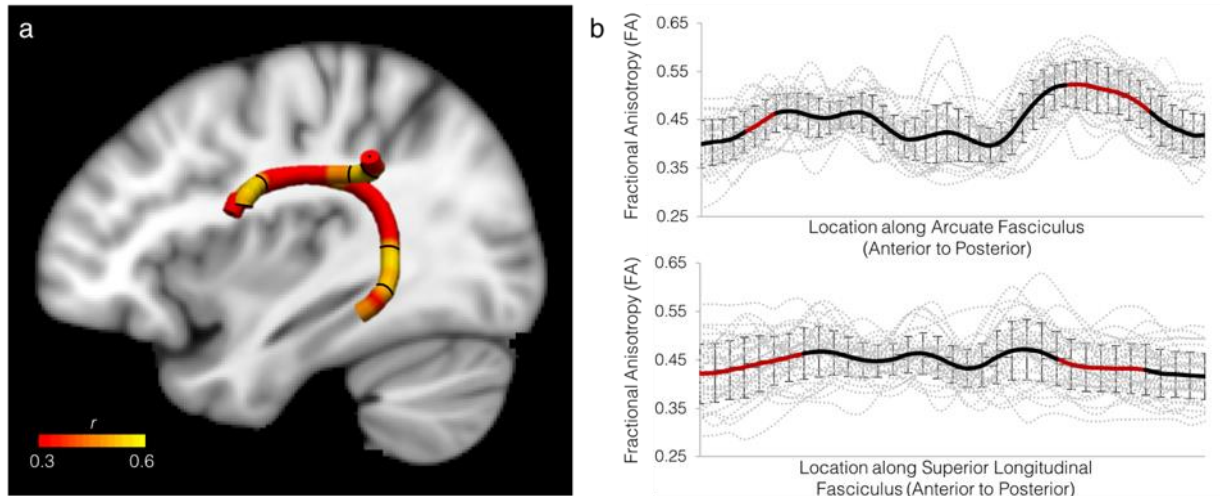 a
r
0.3 0.6
b
Fractional Anisotropy (FA)
0.65
0.55
0.45
0.35
0.25
Location along Arcuate Fasciculus
(Anterior to Posterior)
Fractional Anisotropy (FA)
0.65
0.55
0.45
0.35
0.25
Location along Superior Longitudinal
Fasciculus (Anterior to Posterior)